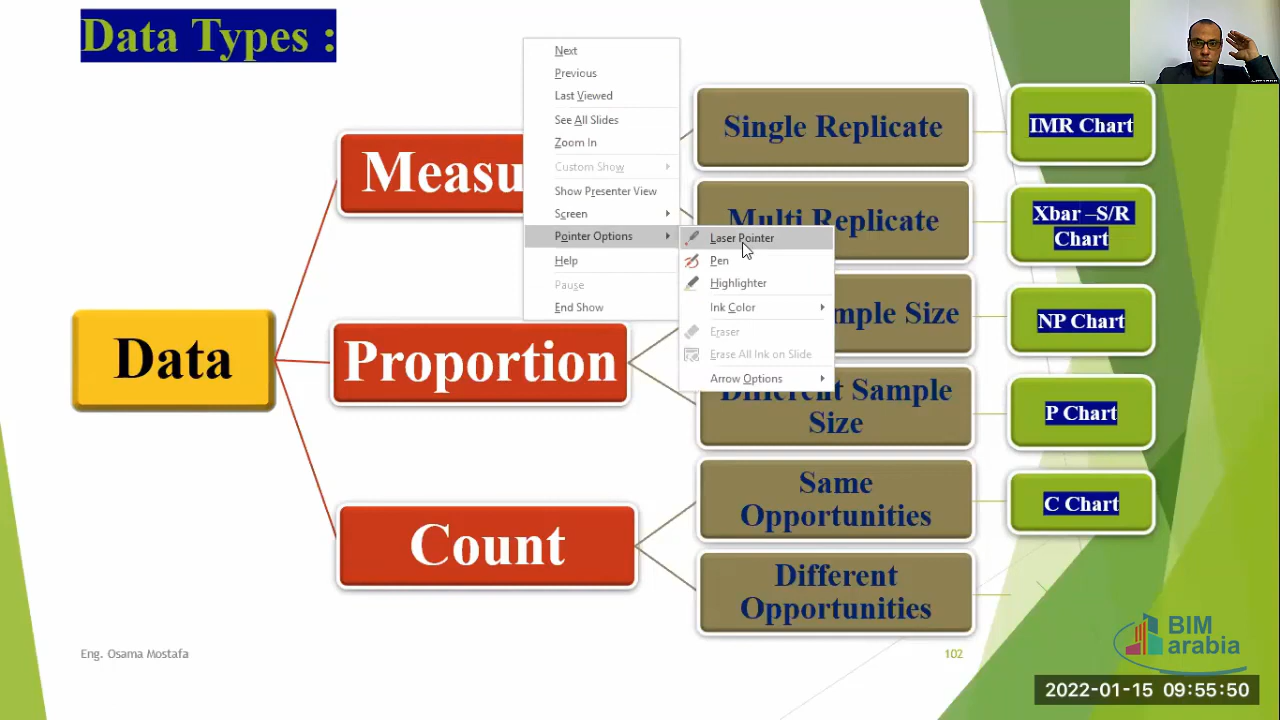 Data Types :
Next
Previous
Last Viewed
See All Slides
Zoom In
Custom Show
Show Presenter View
Screen
Pointer Options
Help
Pause
End Show
Laser Pointer
Pen
Highlighter
Ink Color
Eraser
Erase All Ink on Slide
Arrow Options
Data
Measu
Proportion
Count
Single Replicate
Multi Replicate
mple Size
Different Sample
Size
Same
Opportunities
Different
Opportunities
IMR Chart
Xbar –S/R
Chart
NP Chart
P Chart
C Chart
Eng. Osama Mostafa
102
BIM
arabia
2022-01-15 09:55:50